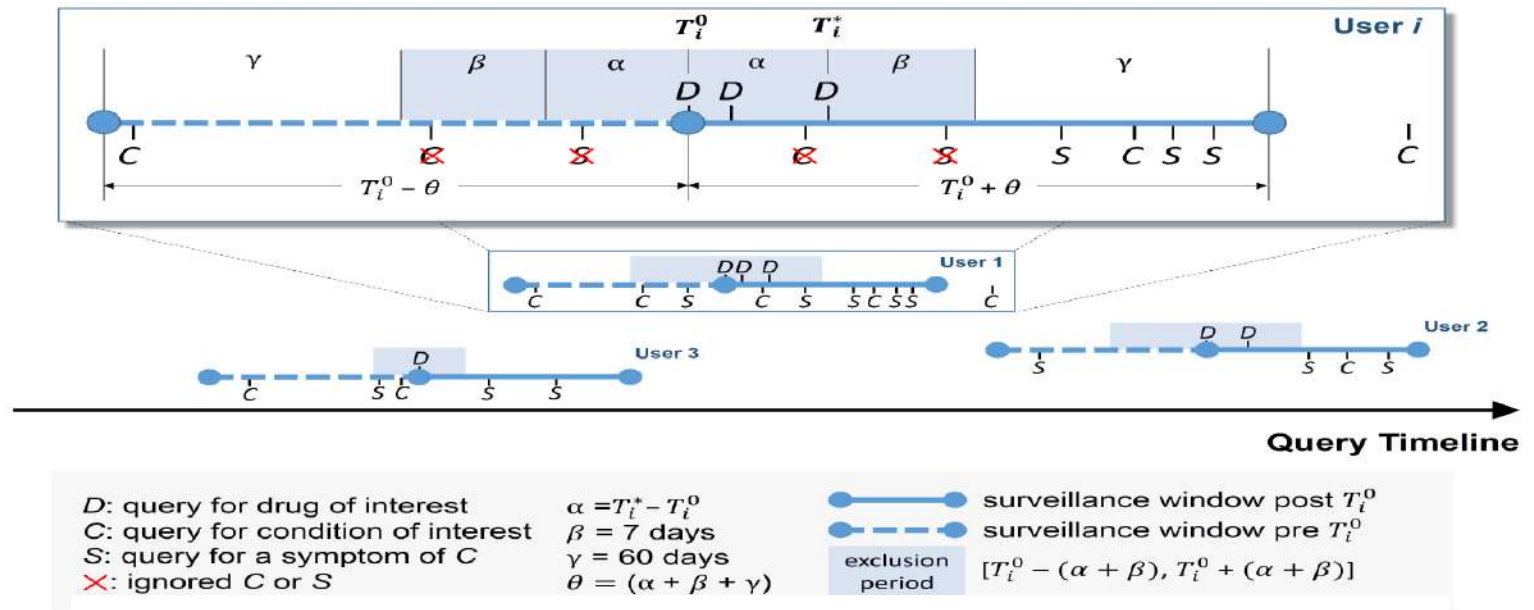 User i
T_i^0 T_i^*
γ β α α β γ
D D D
C C S C S S C S S C
T_i^0 – θ T_i^0 + θ
User 1
D D D
C C S C S S C S S C
User 2
D D
S S C S
User 3
D
C S C S S
Query Timeline
D: query for drug of interest
C: query for condition of interest
S: query for a symptom of C
X: ignored C or S
α =T_i^* - T_i^0
β = 7 days
γ = 60 days
θ = (α + β + γ)
surveillance window post T_i^0
surveillance window pre T_i^0
exclusion
period
[T_i^0 − (α + β), T_i^0 + (α + β)]